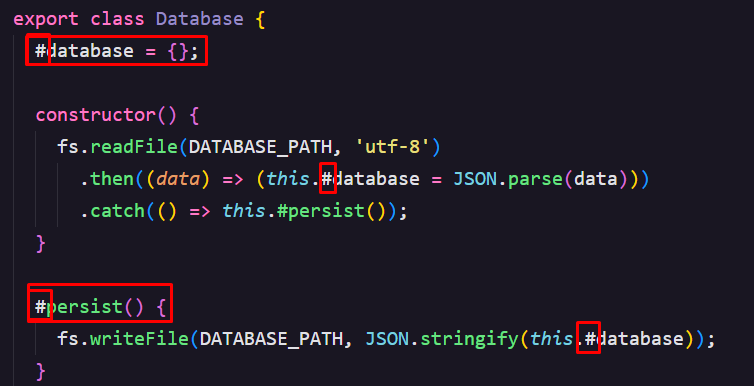 export class Database {
#database = {};
constructor() {
fs.readFile(DATABASE_PATH, 'utf-8')
.then((data) => (this.#database = JSON.parse(data)))
.catch(() => this.#persist());
}
#persist() {
fs.writeFile(DATABASE_PATH, JSON.stringify(this.#database));
}